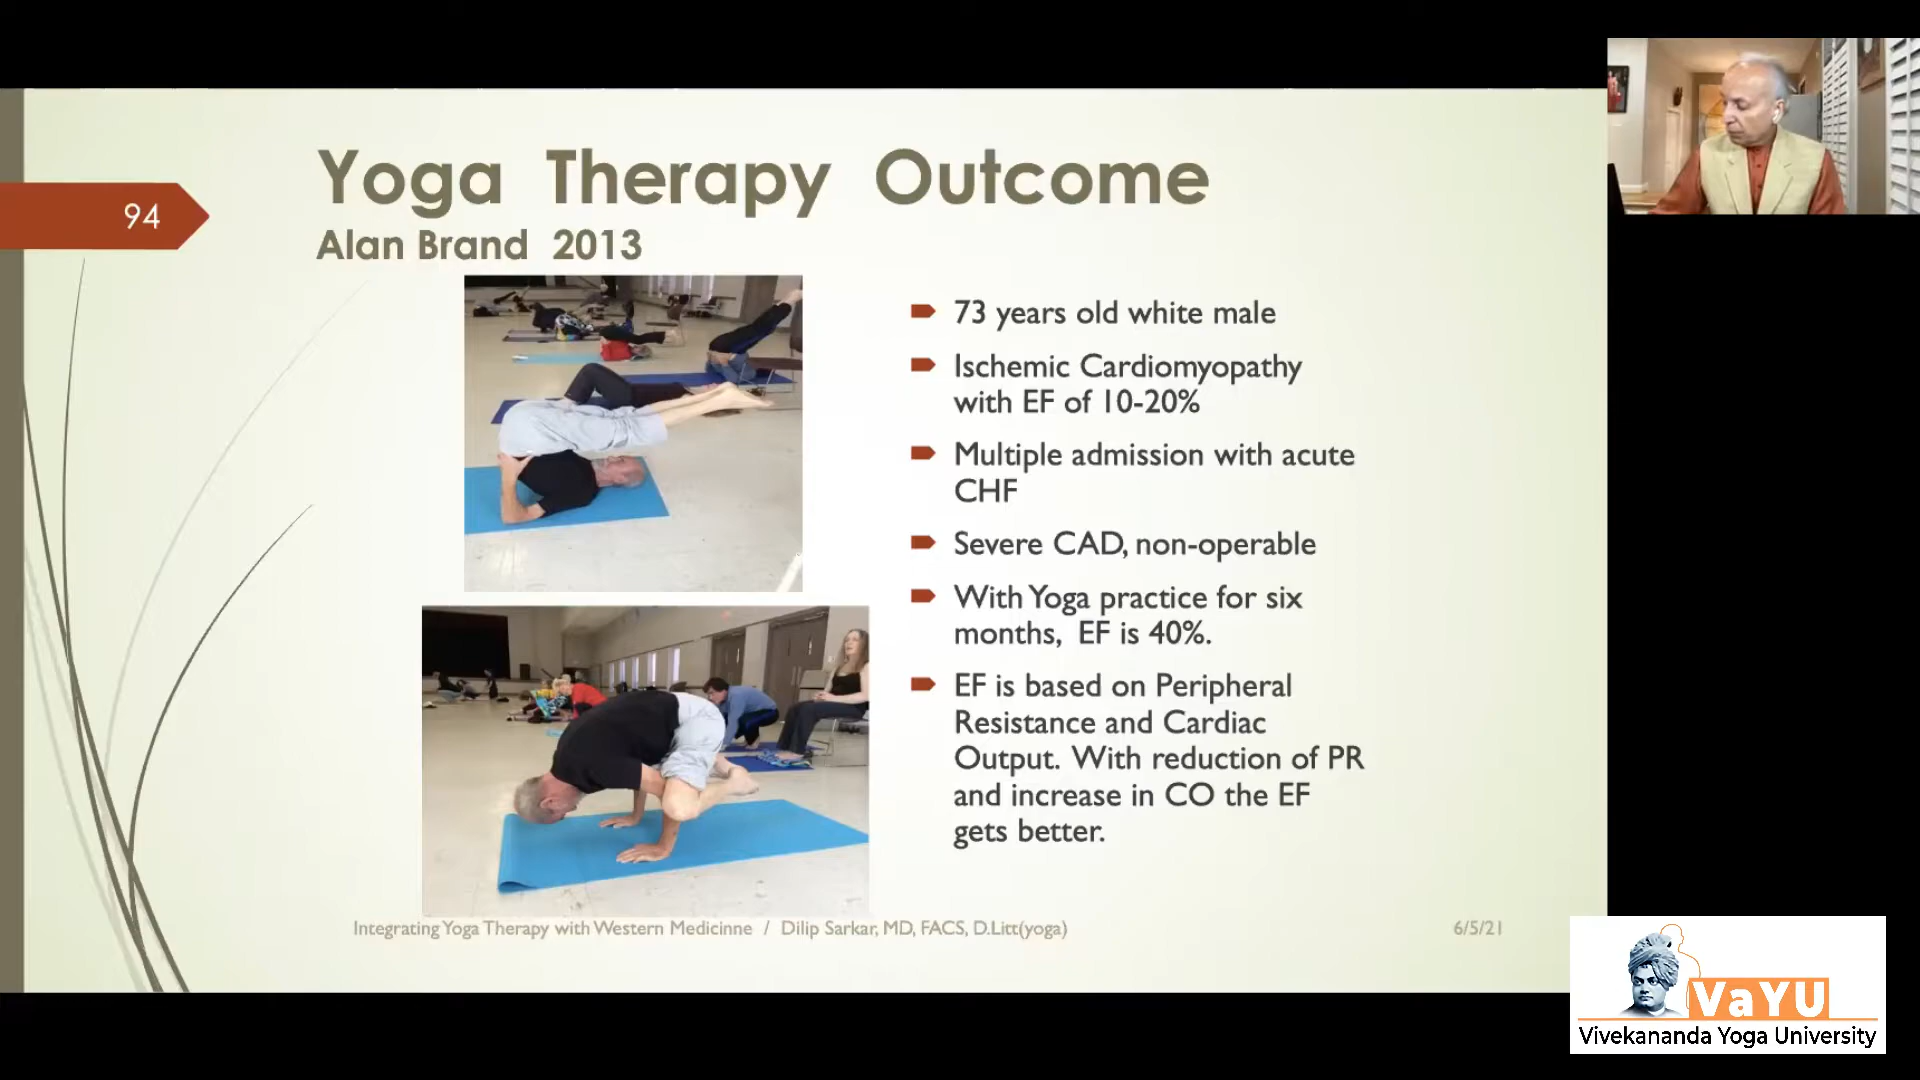 94
Yoga Therapy Outcome
Alan Brand 2013
73 years old white male
Ischemic Cardiomyopathy
with EF of 10-20%
Multiple admission with acute
CHF
Severe CAD, non-operable
With Yoga practice for six
months, EF is 40%.
EF is based on Peripheral
Resistance and Cardiac
Output. With reduction of PR
and increase in CO the EF
gets better.
Integrating Yoga Therapy with Western Medicinne / Dilip Sarkar, MD, FACS, D.Litt(yoga)
6/5/21
VaYU
Vivekananda Yoga University